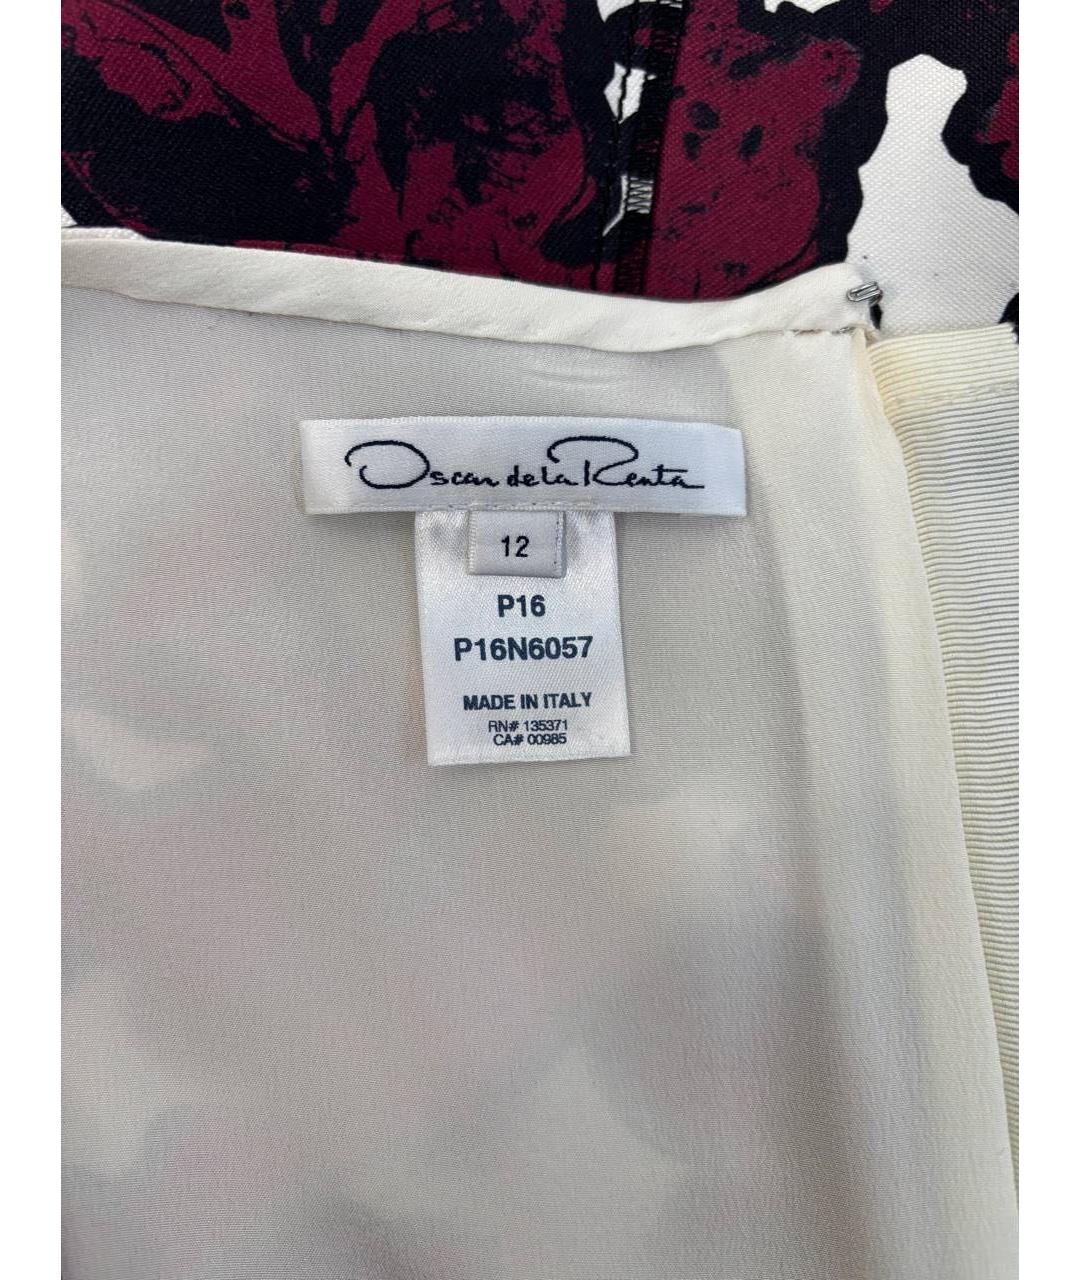 Oscar de la Renta
12
P16
P16N6057
MADE IN ITALY
RN# 135371
CA# 00985